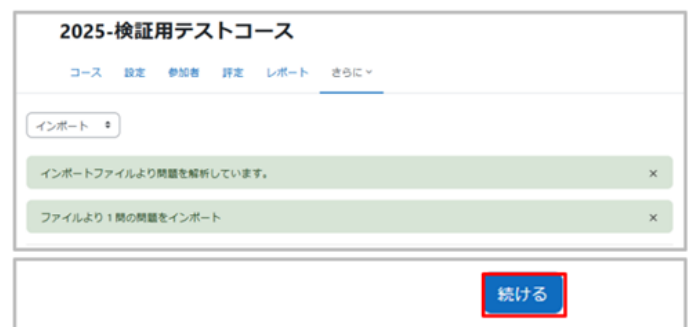 2025-検証用テストコース
コース 設定 参加者 評定 レポート さらに
インポート
インポートファイルより問題を解析しています。 ×
ファイルより1問の問題をインポート ×
続ける